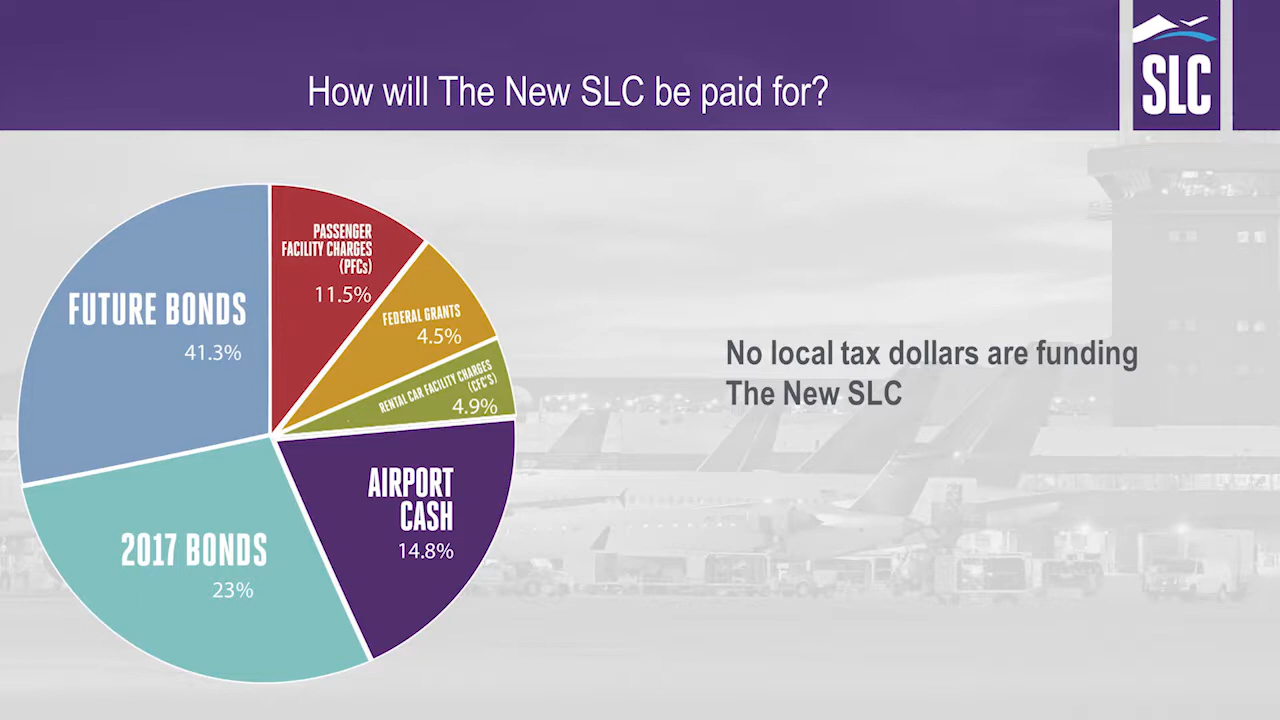 How will The New SLC be paid for?
SLC
PASSENGER
FACILITY CHARGES
(PFCs)
11.5%
FEDERAL GRANTS
4.5%
RENTAL CAR FACILITY CHARGES
(CFC'S)
4.9%
AIRPORT
CASH
14.8%
2017 BONDS
23%
FUTURE BONDS
41.3%
No local tax dollars are funding
The New SLC